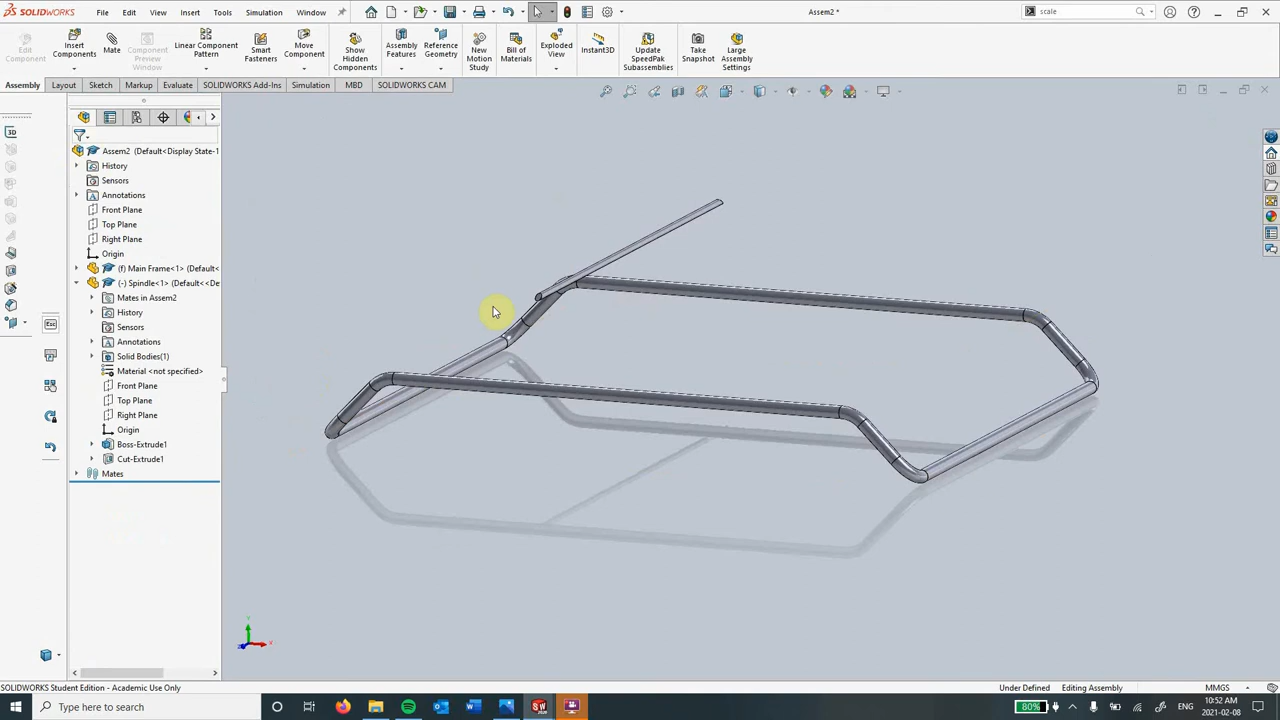 SOLIDWORKS File Edit View Insert Tools Simulation Window Assem2 * scale
Edit Component
Insert Components
Mate
Component Preview Window
Linear Component Pattern
Smart Fasteners
Move Component
Show Hidden Components
Assembly Features
Reference Geometry
New Motion Study
Bill of Materials
Exploded View
Instant3D
Update SpeedPak Subassemblies
Take Snapshot
Large Assembly Settings
Assembly Layout Sketch Markup Evaluate SOLIDWORKS Add-Ins Simulation MBD SOLIDWORKS CAM
Assem2 (Default<Display State-1
History
Sensors
Annotations
Front Plane
Top Plane
Right Plane
Origin
(f) Main Frame<1> (Default<
(-) Spindle<1> (Default<<De
Mates in Assem2
History
Sensors
Annotations
Solid Bodies(1)
Material <not specified>
Front Plane
Top Plane
Right Plane
Origin
Boss-Extrude1
Cut-Extrude1
Mates
SOLIDWORKS Student Edition - Academic Use Only Under Defined Editing Assembly MMGS
Type here to search
80%
ENG
10:52 AM
2021-02-08